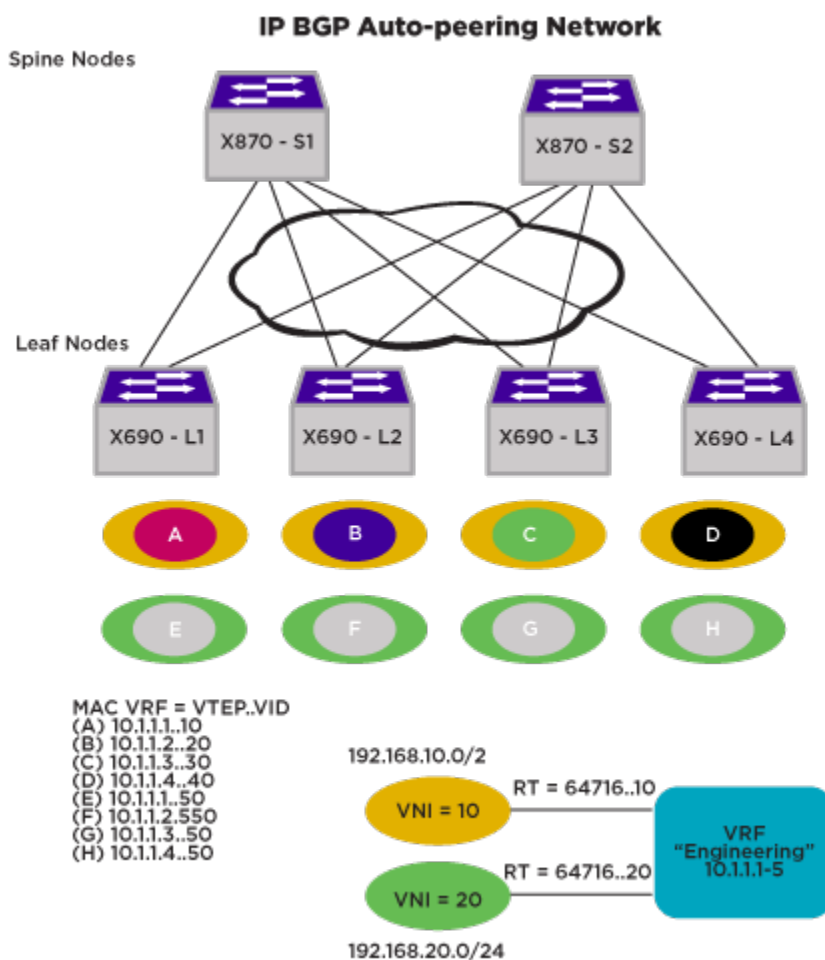 IP BGP Auto-peering Network
Spine Nodes
X870 - S1
X870 - S2
Leaf Nodes
X690 - L1
X690 - L2
X690 - L3
X690 - L4
A
B
C
D
E
F
G
H
MAC VRF = VTEP..VID
(A) 10.1.1.1..10
(B) 10.1.1.2..20
(C) 10.1.1.3..30
(D) 10.1.1.4..40
(E) 10.1.1.1..50
(F) 10.1.1.2.550
(G) 10.1.1.3..50
(H) 10.1.1.4..50
192.168.10.0/2
VNI = 10
RT = 64716..10
VRF
“Engineering”
10.1.1.1-5
RT = 64716..20
VNI = 20
192.168.20.0/24